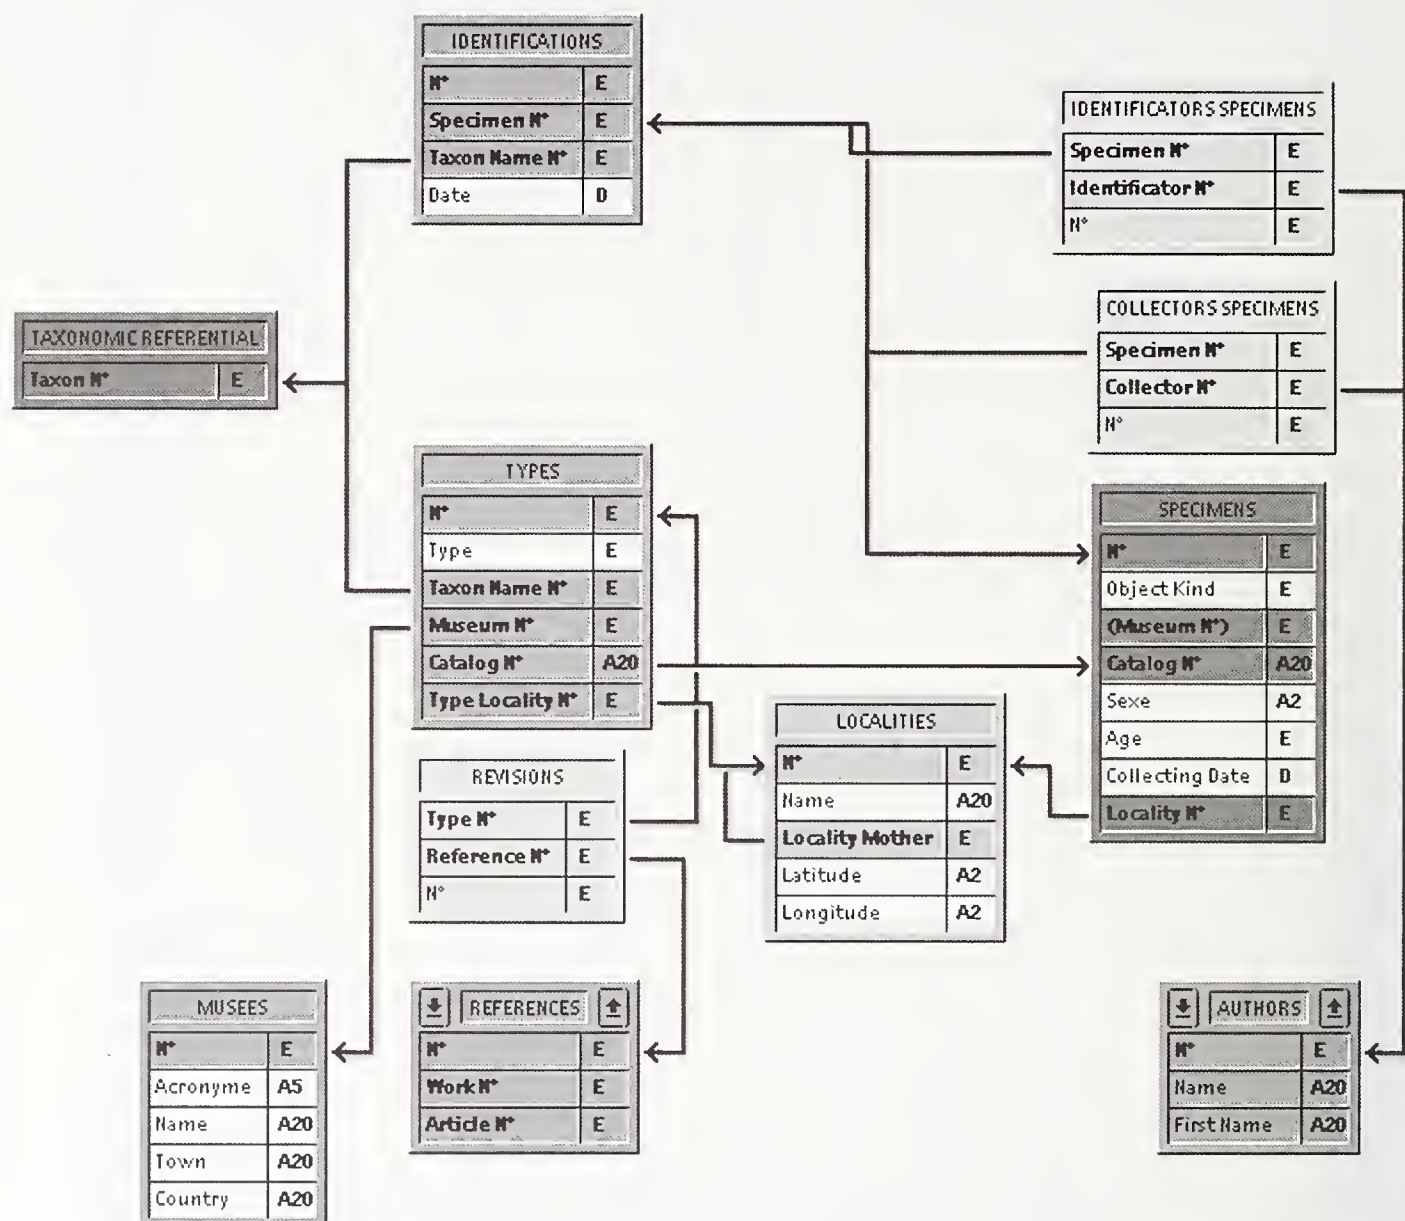 IDENTIFICATIONS
N° E
Specimen N° E
Taxon Name N° E
Date D
IDENTIFICATORS SPECIMENS
Specimen N° E
Identificator N° E
N° E
COLLECTORS SPECIMENS
Specimen N° E
Collector N° E
N° E
TAXONOMIC REFERENTIAL
Taxon N° E
TYPES
N° E
Type E
Taxon Name N° E
Museum N° E
Catalog N° A20
Type Locality N° E
SPECIMENS
N° E
Object Kind E
(Museum N°) E
Catalog N° A20
Sexe A2
Age E
Collecting Date D
Locality N° E
LOCALITIES
N° E
Name A20
Locality Mother E
Latitude A2
Longitude A2
REVISIONS
Type N° E
Reference N° E
N° E
MUSEES
N° E
Acronyme A5
Name A20
Town A20
Country A20
REFERENCES
N° E
Work N° E
Article N° E
AUTHORS
N° E
Name A20
First Name A20